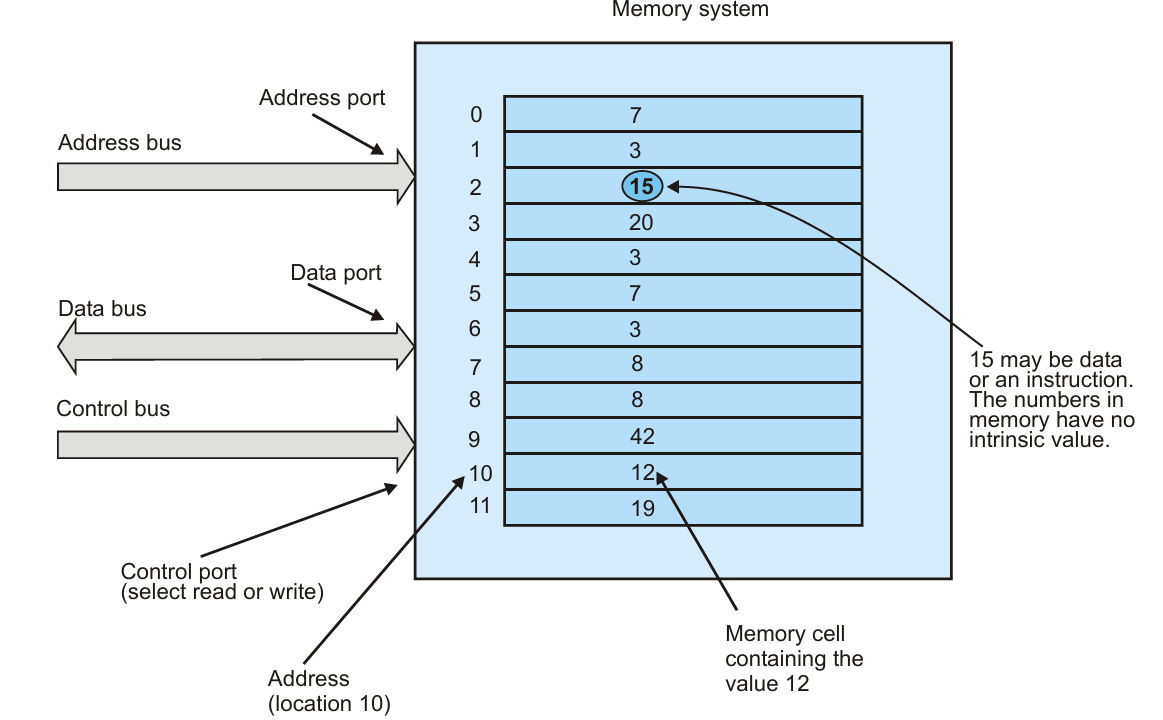 Memory system
Address port
Address bus
Data port
Data bus
Control bus
Control port
(select read or write)
Address
(location 10)
0 7
1 3
2 15
3 20
4 3
5 7
6 3
7 8
8 8
9 42
10 12
11 19
15 may be data
or an instruction.
The numbers in
memory have no
intrinsic value.
Memory cell
containing the
value 12